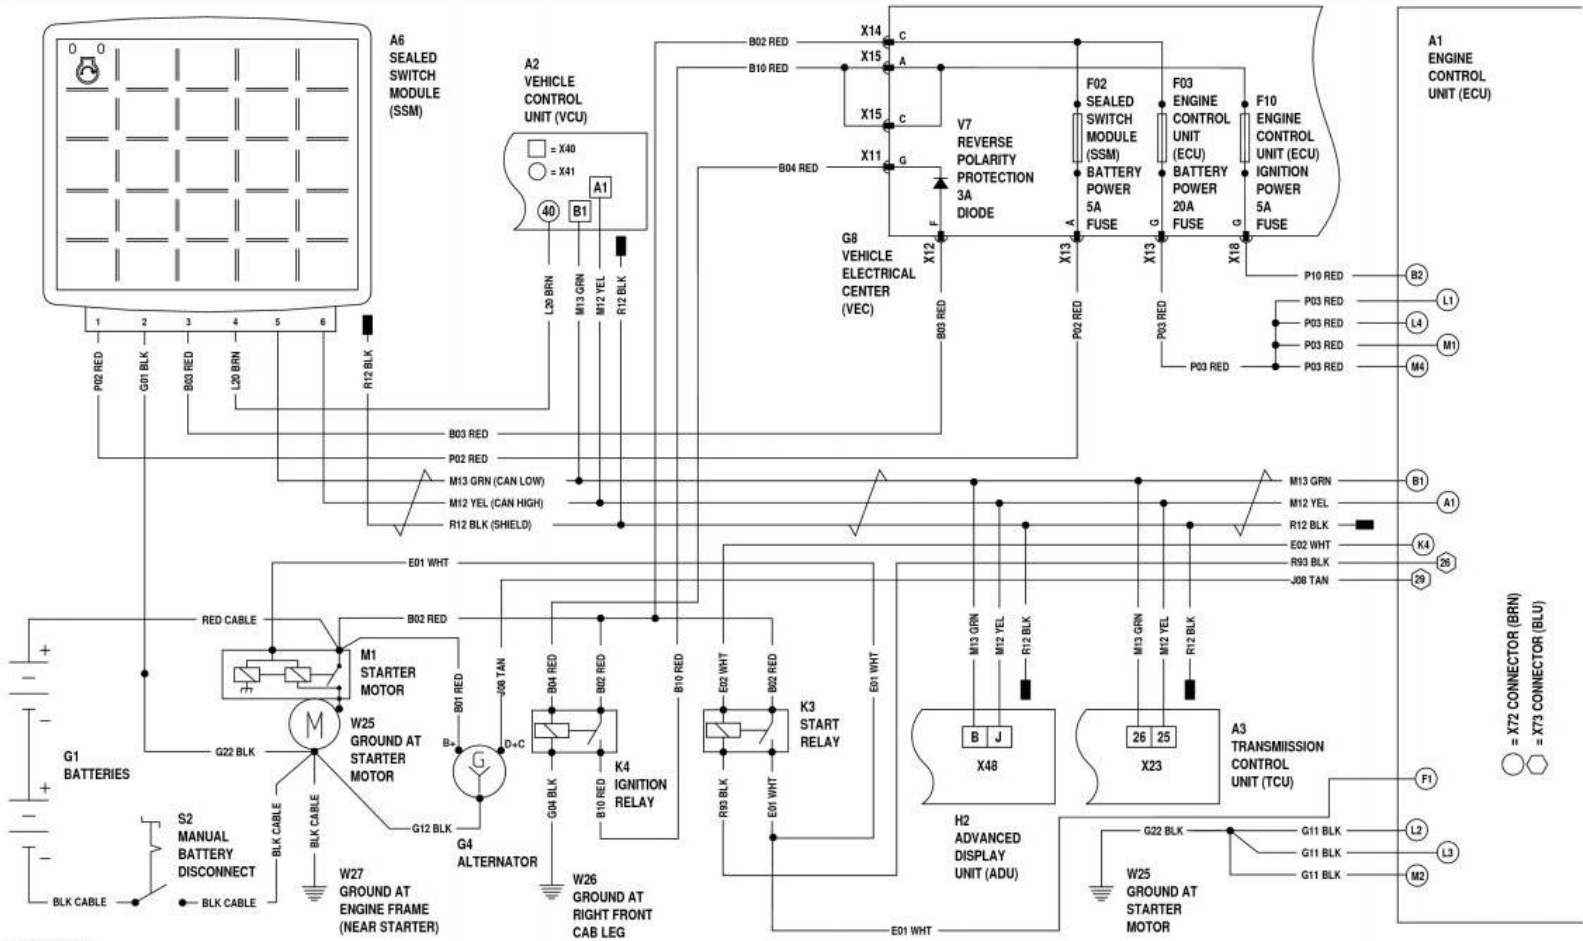 A6
SEALED
SWITCH
MODULE
(SSM)
0 0
1 2 3 4 5 6
P02 RED
G01 BLK
B03 RED
L20 BRN
R12 BLK
A2
VEHICLE
CONTROL
UNIT (VCU)
= X40
= X41
A1
40
B1
L20 BRN
M13 GRN
M12 YEL
R12 BLK
B02 RED
B10 RED
B04 RED
X14
C
X15
A
X15
C
X11
G
V7
REVERSE
POLARITY
PROTECTION
3A
DIODE
F02
SEALED
SWITCH
MODULE
(SSM)
BATTERY
POWER
5A
FUSE
F03
ENGINE
CONTROL
UNIT
(ECU)
BATTERY
POWER
20A
FUSE
F10
ENGINE
CONTROL
UNIT (ECU)
IGNITION
POWER
5A
FUSE
G8
VEHICLE
ELECTRICAL
CENTER
(VEC)
F
X12
A
X13
G
X13
G
X18
B03 RED
P02 RED
P03 RED
A1
ENGINE
CONTROL
UNIT (ECU)
P10 RED
B2
P03 RED
L1
P03 RED
L4
P03 RED
M1
P03 RED
P03 RED
M4
B03 RED
P02 RED
M13 GRN (CAN LOW)
M13 GRN
B1
M12 YEL (CAN HIGH)
M12 YEL
A1
R12 BLK (SHIELD)
R12 BLK
E02 WHT
K4
E01 WHT
R93 BLK
26
J08 TAN
29
RED CABLE
B02 RED
M1
STARTER
MOTOR
M
W25
GROUND AT
STARTER
MOTOR
G22 BLK
G1
BATTERIES
+
−
+
−
S2
MANUAL
BATTERY
DISCONNECT
BLK CABLE
BLK CABLE
BLK CABLE
BLK CABLE
W27
GROUND AT
ENGINE FRAME
(NEAR STARTER)
B01 RED
J08 TAN
B+
D+C
G
G12 BLK
G4
ALTERNATOR
B04 RED
B02 RED
B10 RED
K4
IGNITION
RELAY
G04 BLK
B10 RED
W26
GROUND AT
RIGHT FRONT
CAB LEG
E02 WHT
B02 RED
K3
START
RELAY
R93 BLK
E01 WHT
E01 WHT
E01 WHT
M13 GRN
M12 YEL
R12 BLK
B J
X48
H2
ADVANCED
DISPLAY
UNIT (ADU)
M13 GRN
M12 YEL
R12 BLK
26 25
X23
A3
TRANSMIISSION
CONTROL
UNIT (TCU)
F1
G22 BLK
G11 BLK
L2
G11 BLK
L3
G11 BLK
M2
W25
GROUND AT
STARTER
MOTOR
= X72 CONNECTOR (BRN)
= X73 CONNECTOR (BLU)